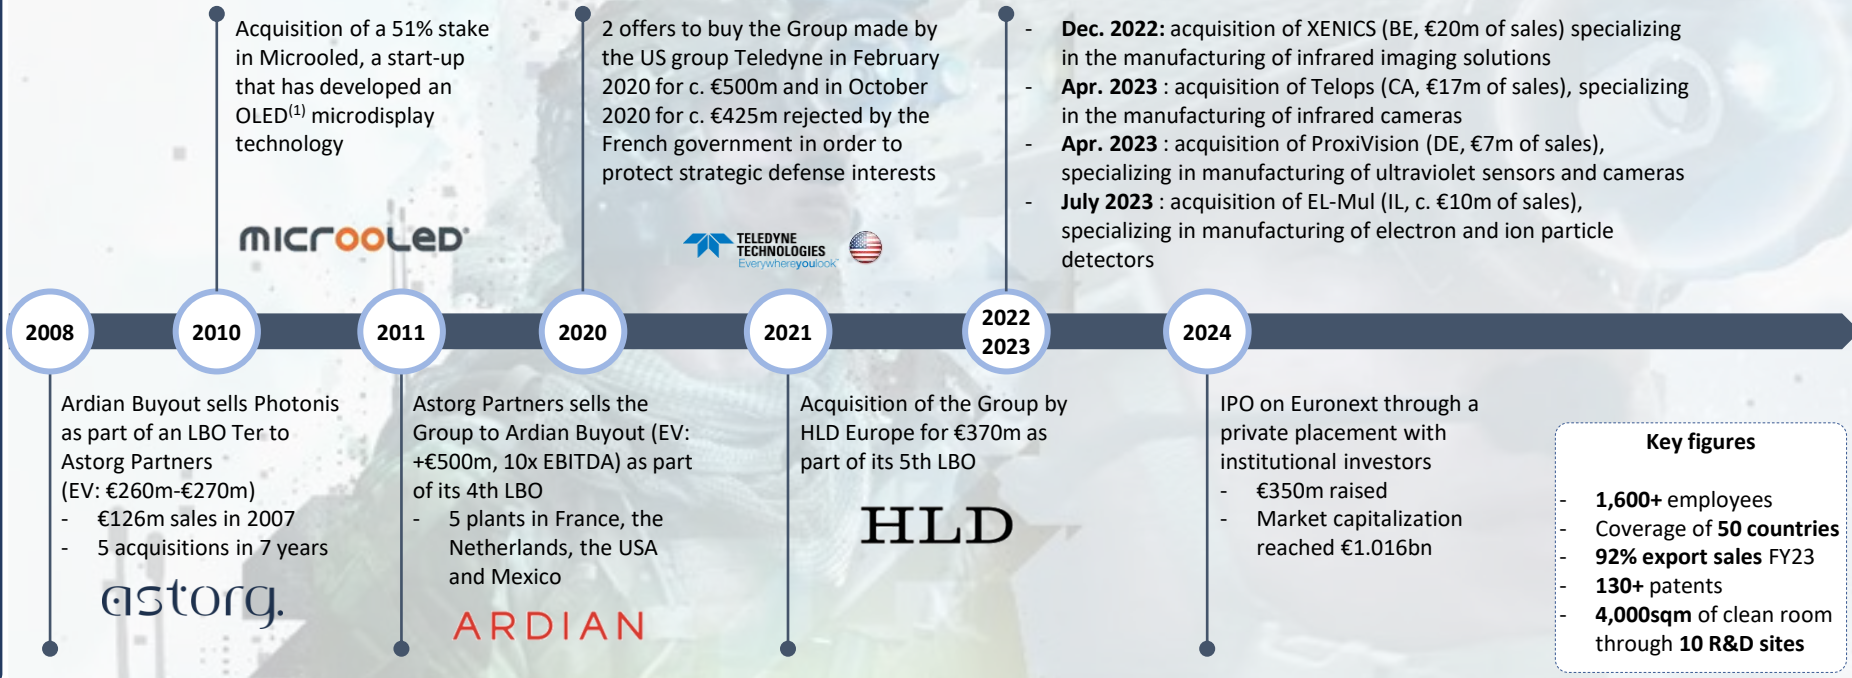 Acquisition of a 51% stake
in Microoled, a start-up
that has developed an
OLED(1) microdisplay
technology
microoled
2 offers to buy the Group made by
the US group Teledyne in February
2020 for c. €500m and in October
2020 for c. €425m rejected by the
French government in order to
protect strategic defense interests
TELEDYNE
TECHNOLOGIES
Everywhereyoulook
- Dec. 2022: acquisition of XENICS (BE, €20m of sales) specializing
in the manufacturing of infrared imaging solutions
- Apr. 2023 : acquisition of Telops (CA, €17m of sales), specializing
in the manufacturing of infrared cameras
- Apr. 2023 : acquisition of ProxiVision (DE, €7m of sales),
specializing in manufacturing of ultraviolet sensors and cameras
- July 2023 : acquisition of EL-Mul (IL, c. €10m of sales),
specializing in manufacturing of electron and ion particle
detectors
2008
2010
2011
2020
2021
2022
2023
2024
Ardian Buyout sells Photonis
as part of an LBO Ter to
Astorg Partners
(EV: €260m-€270m)
- €126m sales in 2007
- 5 acquisitions in 7 years
astorg.
Astorg Partners sells the
Group to Ardian Buyout (EV:
+€500m, 10x EBITDA) as part
of its 4th LBO
- 5 plants in France, the
Netherlands, the USA
and Mexico
ARDIAN
Acquisition of the Group by
HLD Europe for €370m as
part of its 5th LBO
HLD
IPO on Euronext through a
private placement with
institutional investors
- €350m raised
- Market capitalization
reached €1.016bn
Key figures
- 1,600+ employees
- Coverage of 50 countries
- 92% export sales FY23
- 130+ patents
- 4,000sqm of clean room
through 10 R&D sites